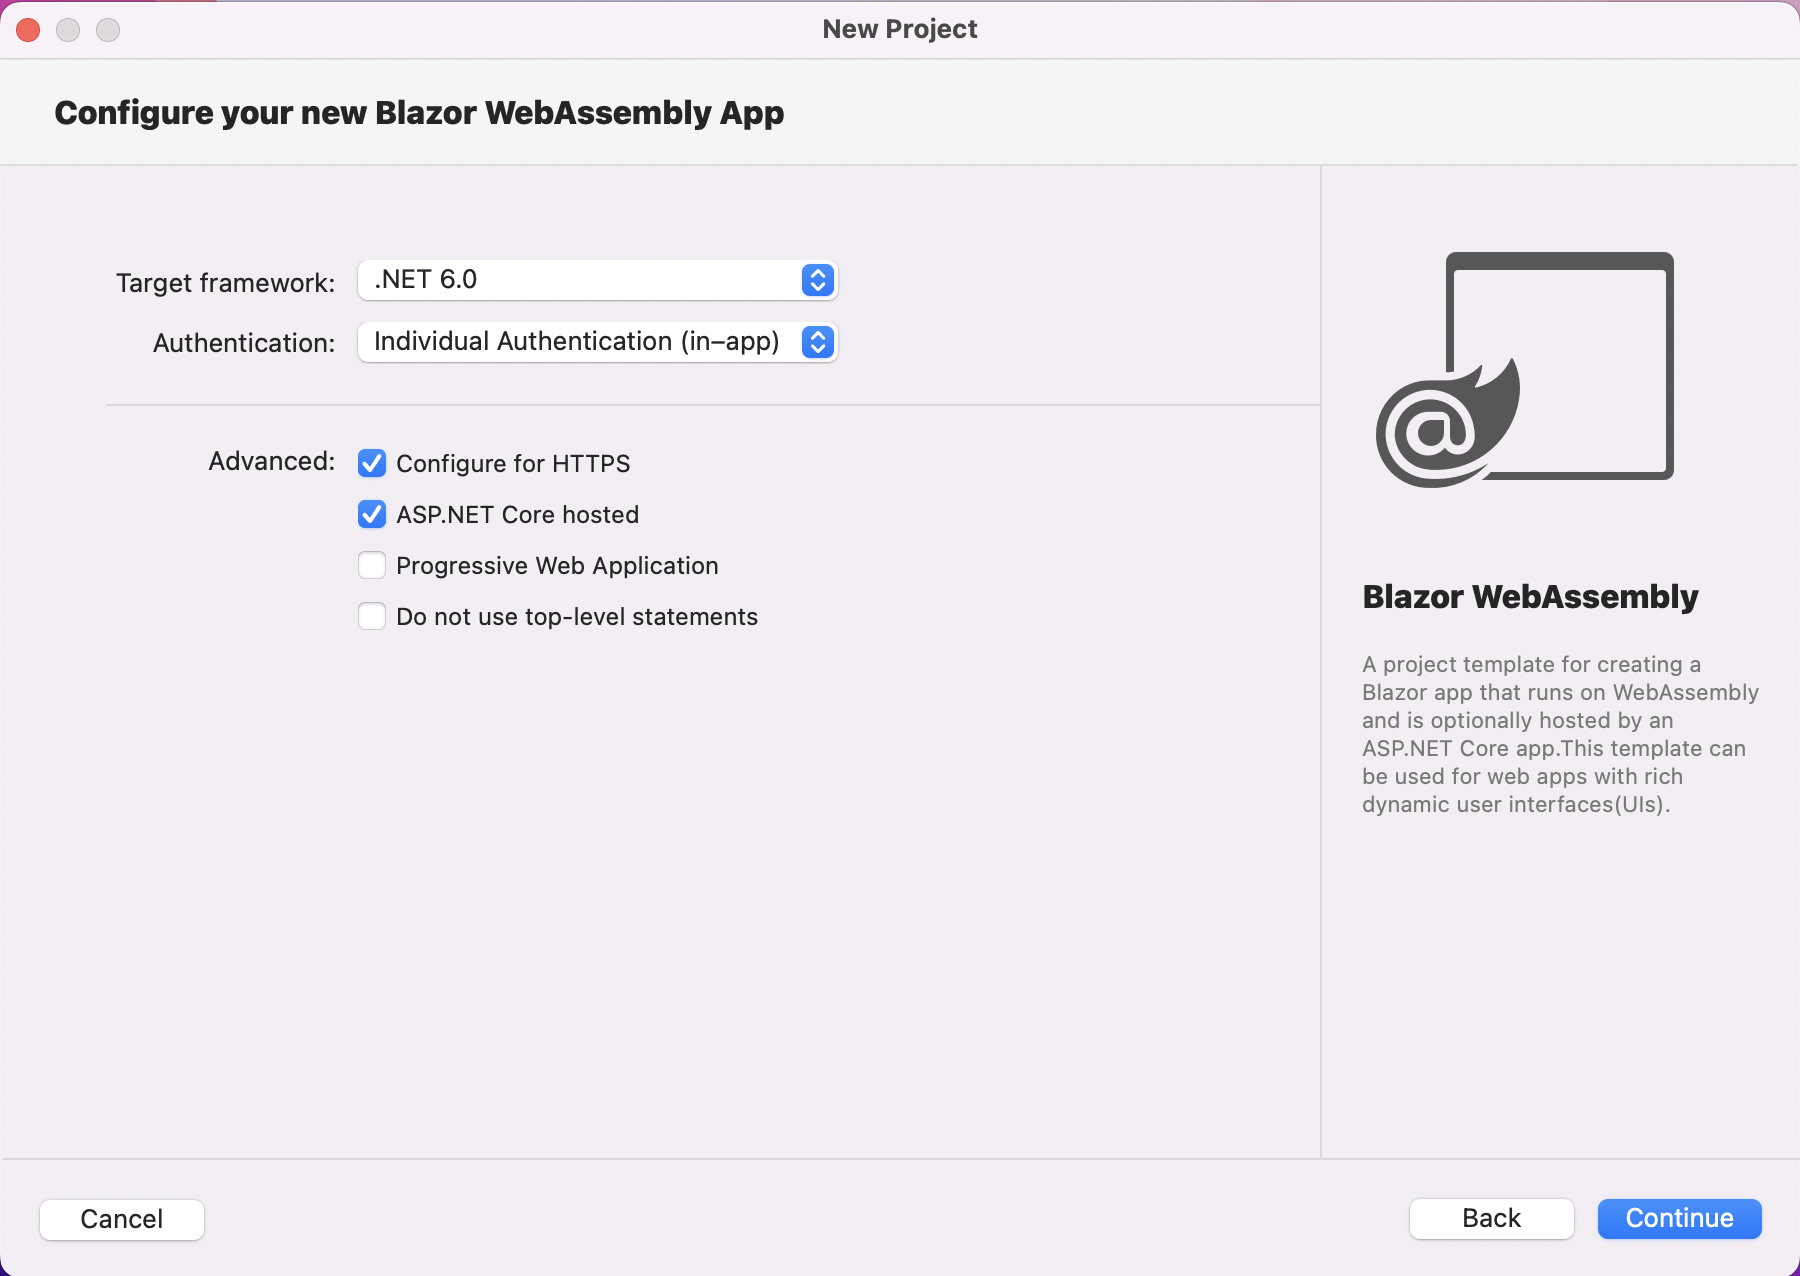 New Project
Configure your new Blazor WebAssembly App
Target framework: .NET 6.0
Authentication: Individual Authentication (in–app)
Advanced: Configure for HTTPS
ASP.NET Core hosted
Progressive Web Application
Do not use top-level statements
@
Blazor WebAssembly
A project template for creating a
Blazor app that runs on WebAssembly
and is optionally hosted by an
ASP.NET Core app.This template can
be used for web apps with rich
dynamic user interfaces(UIs).
Cancel
Back
Continue